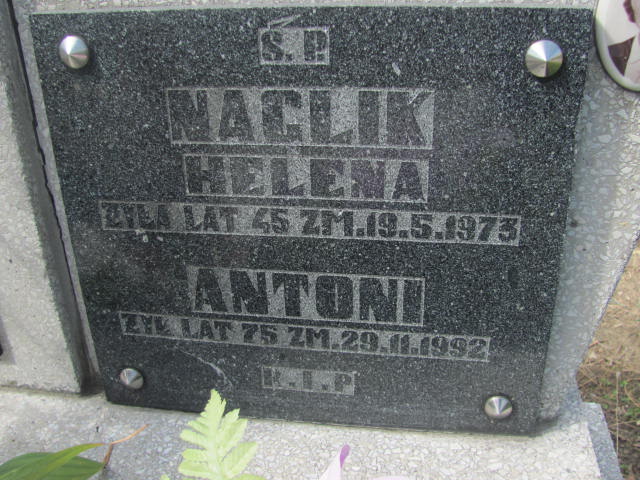 Ś.P.
NACLIK
HELENA
ŻYŁA LAT 45 ZM.19.5.1973
ANTONI
ŻYŁ LAT 75 ZM.29.11.1992
R.I.P